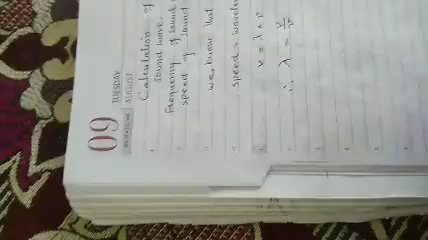 09
TUESDAY
AUGUST
Calculation of
sound wave.
Frequency of sound
speed of sound
we know that
speed = wavele
v = λ × ν
∴ λ = v/ν